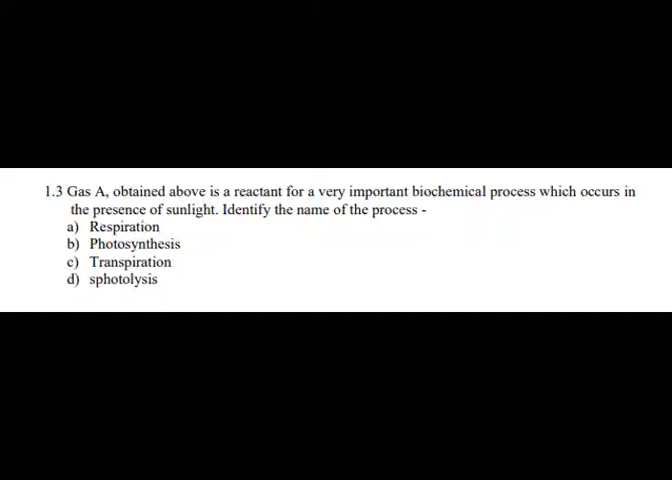 1.3 Gas A, obtained above is a reactant for a very important biochemical process which occurs in
the presence of sunlight. Identify the name of the process -
a) Respiration
b) Photosynthesis
c) Transpiration
d) sphotolysis